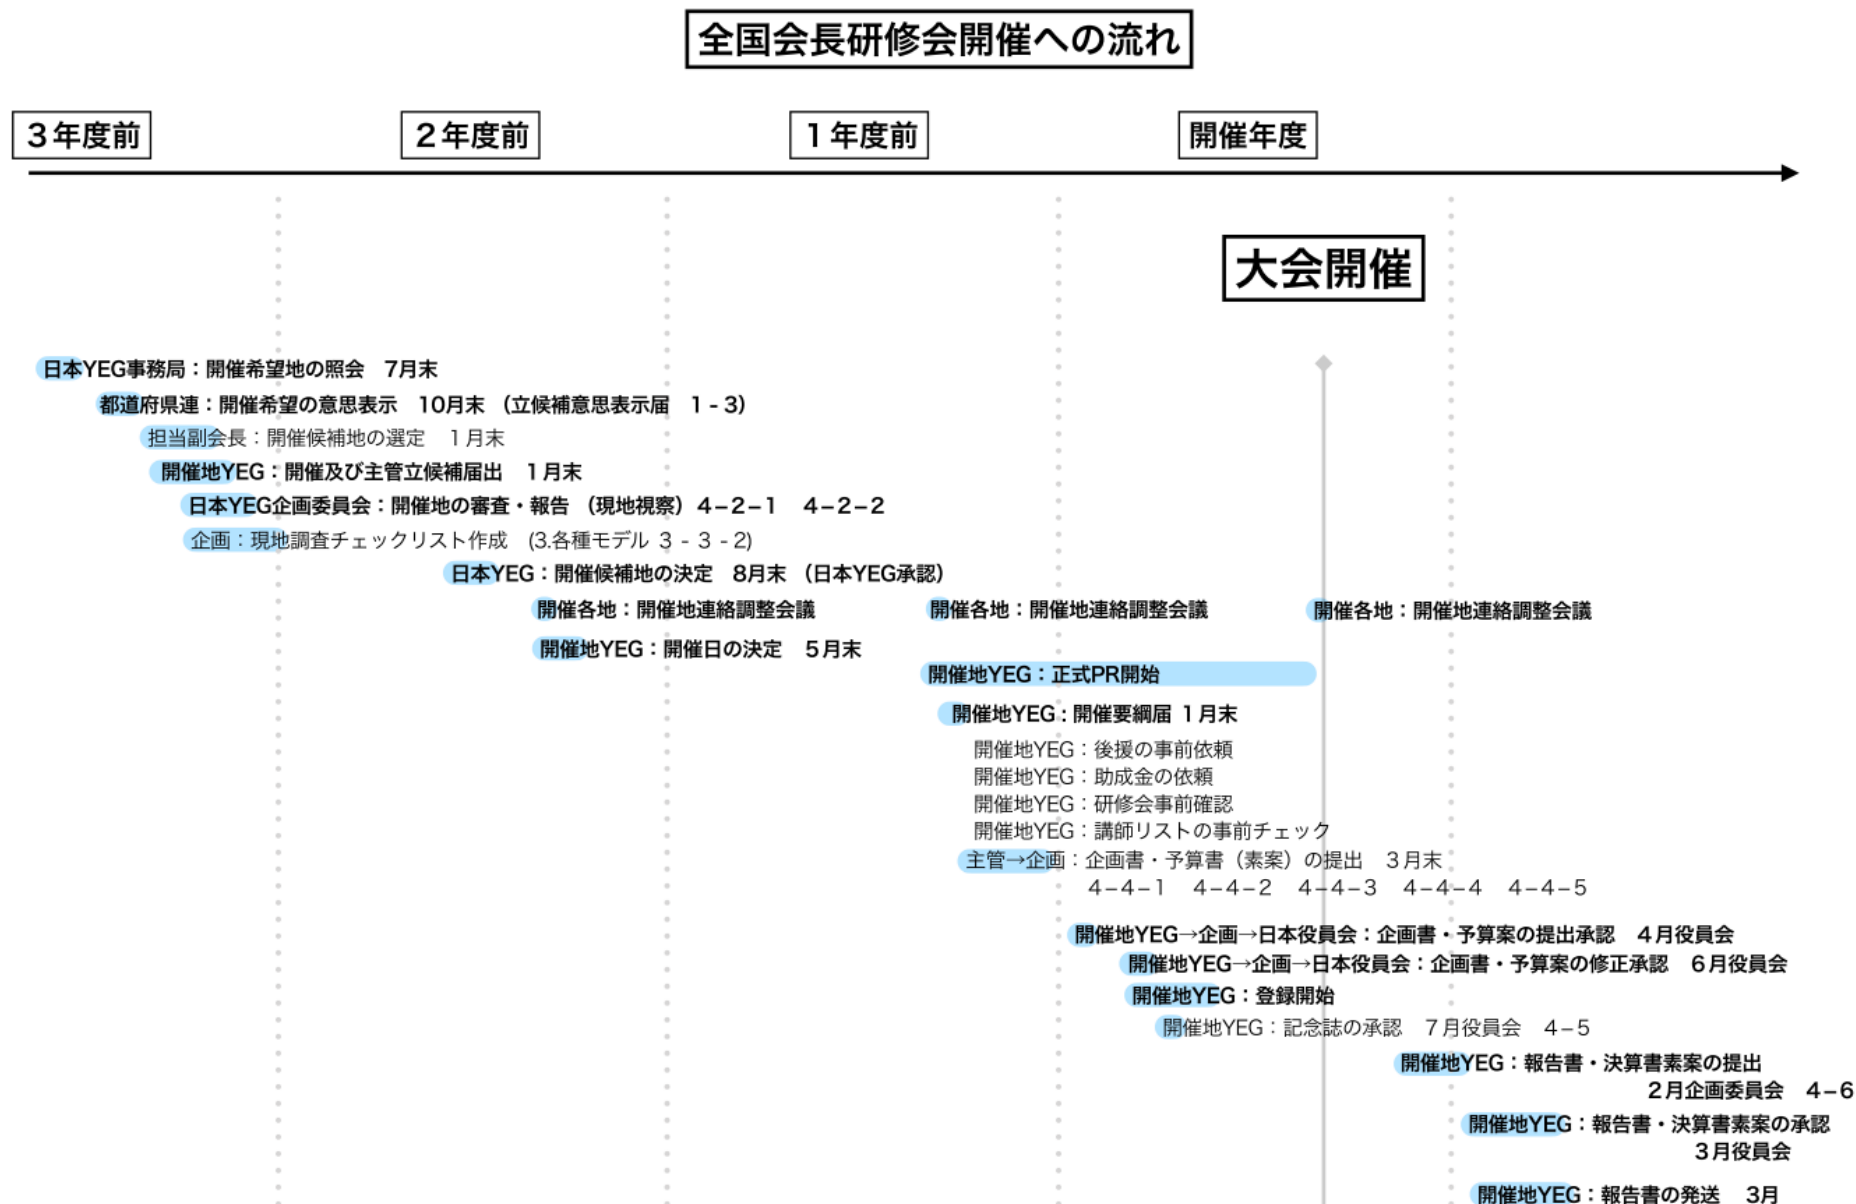 全国会長研修会開催への流れ
３年度前　２年度前　１年度前　開催年度
大会開催
日本YEG事務局：開催希望地の照会　7月末
都道府県連：開催希望の意思表示　10月末 （立候補意思表示届　1 - 3）
担当副会長：開催候補地の選定　１月末
開催地YEG：開催及び主管立候補届出　１月末
日本YEG企画委員会：開催地の審査・報告 （現地視察）４−２−１　４−２−２
企画：現地調査チェックリスト作成　(3.各種モデル ３ - ３ - 2)
日本YEG：開催候補地の決定　8月末 （日本YEG承認）
開催各地：開催地連絡調整会議　開催各地：開催地連絡調整会議　開催各地：開催地連絡調整会議
開催地YEG：開催日の決定　５月末
開催地YEG：正式PR開始
開催地YEG：開催要綱届 １月末
開催地YEG：後援の事前依頼
開催地YEG：助成金の依頼
開催地YEG：研修会事前確認
開催地YEG：講師リストの事前チェック
主管→企画：企画書・予算書（素案）の提出　３月末
４−４−１　４−４−２　４−４−３　４−４−４　４−４−５
開催地YEG→企画→日本役員会：企画書・予算案の提出承認　４月役員会
開催地YEG→企画→日本役員会：企画書・予算案の修正承認　６月役員会
開催地YEG：登録開始
開催地YEG：記念誌の承認　７月役員会　４−５
開催地YEG：報告書・決算書素案の提出
２月企画委員会　４−６
開催地YEG：報告書・決算書素案の承認
３月役員会
開催地YEG：報告書の発送　3月